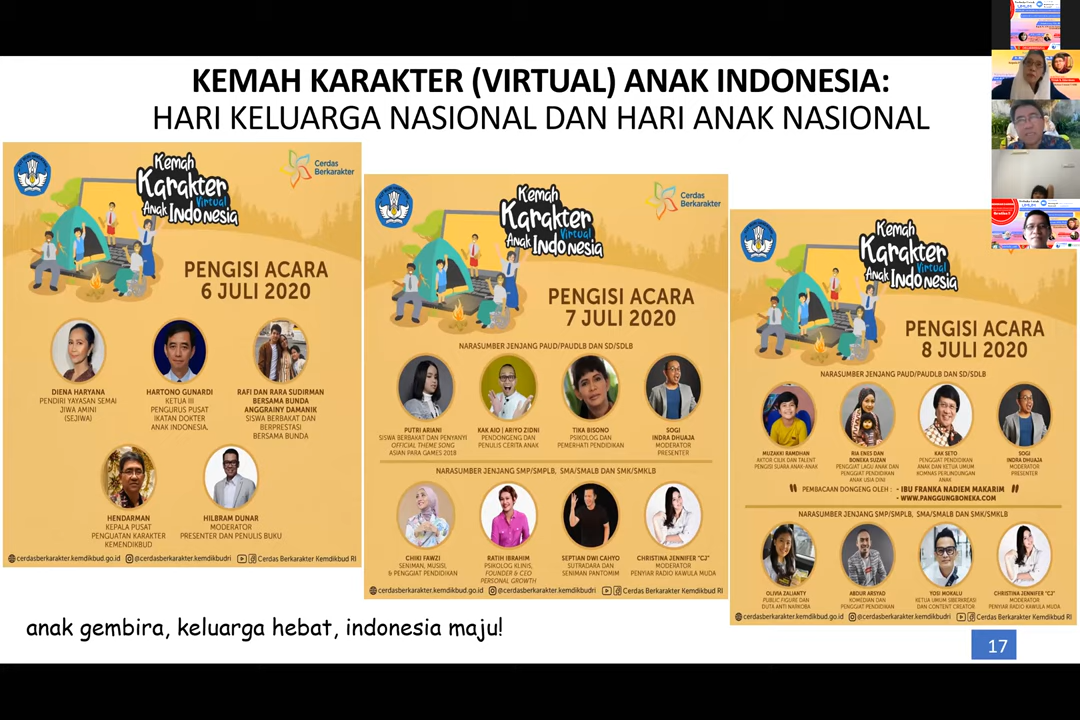 KEMAH KARAKTER (VIRTUAL) ANAK INDONESIA:
HARI KELUARGA NASIONAL DAN HARI ANAK NASIONAL
Cerdas
Berkarakter
Kemah
Karakter
Virtual
Anak Indonesia
PENGISI ACARA
6 JULI 2020
DIENA HARYANA
PENDIRI YAYASAN SEMAI
JIWA AMINI
(SEJIWA)
HARTONO GUNARDI
KETUA III
PENGURUS PUSAT
IKATAN DOKTER
ANAK INDONESIA.
RAFI DAN RARA SUDIRMAN
BERSAMA BUNDA
ANGGRAINY DAMANIK
SISWA BERBAKAT DAN
BERPRESTASI
BERSAMA BUNDA
HENDARMAN
KEPALA PUSAT
PENGUATAN KARAKTER
KEMENDIKBUD
HILBRAM DUNAR
MODERATOR
PRESENTER DAN PENULIS BUKU
cerdasberkarakter.kemdikbud.go.id
@cerdasberkarakter.kemdikbudri
Cerdas Berkarakter Kemdikbud RI
Cerdas
Berkarakter
Kemah
Karakter
Virtual
Anak Indonesia
PENGISI ACARA
7 JULI 2020
NARASUMBER JENJANG PAUD/PAUDLB DAN SD/SDLB
PUTRI ARIANI
SISWA BERBAKAT DAN PENYANYI
OFFICIAL THEME SONG
ASIAN PARA GAMES 2018
KAK AIO | ARIYO ZIDNI
PENDONGENG DAN
PENULIS CERITA ANAK
TIKA BISONO
PSIKOLOG DAN
PEMERHATI PENDIDIKAN
SOGI
INDRA DHUAJA
MODERATOR
PRESENTER
NARASUMBER JENJANG SMP/SMPLB, SMA/SMALB DAN SMK/SMKLB
CHIKI FAWZI
SENIMAN, MUSISI,
& PENGGIAT PENDIDIKAN
RATIH IBRAHIM
PSIKOLOG KLINIS,
FOUNDER & CEO
PERSONAL GROWTH
SEPTIAN DWI CAHYO
SUTRADARA DAN
SENIMAN PANTOMIM
CHRISTINA JENNIFER "CJ"
MODERATOR
PENYIAR RADIO KAWULA MUDA
cerdasberkarakter.kemdikbud.go.id
@cerdasberkarakter.kemdikbudri
Cerdas Berkarakter Kemdikbud RI
Kemah
Karakter
Virtual
Anak Indonesia
PENGISI ACARA
8 JULI 2020
NARASUMBER JENJANG PAUD/PAUDLB DAN SD/SDLB
MUZAKKI RAMDHAN
AKTOR CILIK DAN TALENT
PENGISI SUARA ANAK-ANAK
RIA ENES DAN
BONEKA SUZAN
PENGGIAT LAGU ANAK DAN
PENGGIAT PENDIDIKAN
ANAK USIA DINI
KAK SETO
PENGGIAT PENDIDIKAN
ANAK DAN KETUA UMUM
KOMNAS PERLINDUNGAN
ANAK
SOGI
INDRA DHUAJA
MODERATOR
PRESENTER
" PEMBACAAN DONGENG OLEH : - IBU FRANKA NADIEM MAKARIM "
- WWW.PANGGUNGBONEKA.COM
NARASUMBER JENJANG SMP/SMPLB, SMA/SMALB DAN SMK/SMKLB
OLIVIA ZALIANTY
PUBLIC FIGURE DAN
DUTA ANTI NARKOBA
ABDUR ARSYAD
KOMEDIAN DAN
PENGGIAT PENDIDIKAN
YOSI MOKALU
KETUA UMUM SIBERKREASI
DAN CONTENT CREATOR
CHRISTINA JENNIFER "CJ"
MODERATOR
PENYIAR RADIO KAWULA MUDA
cerdasberkarakter.kemdikbud.go.id
@cerdasberkarakter.kemdikbudri
Cerdas Berkarakter Kemdikbud RI
anak gembira, keluarga hebat, indonesia maju!
17